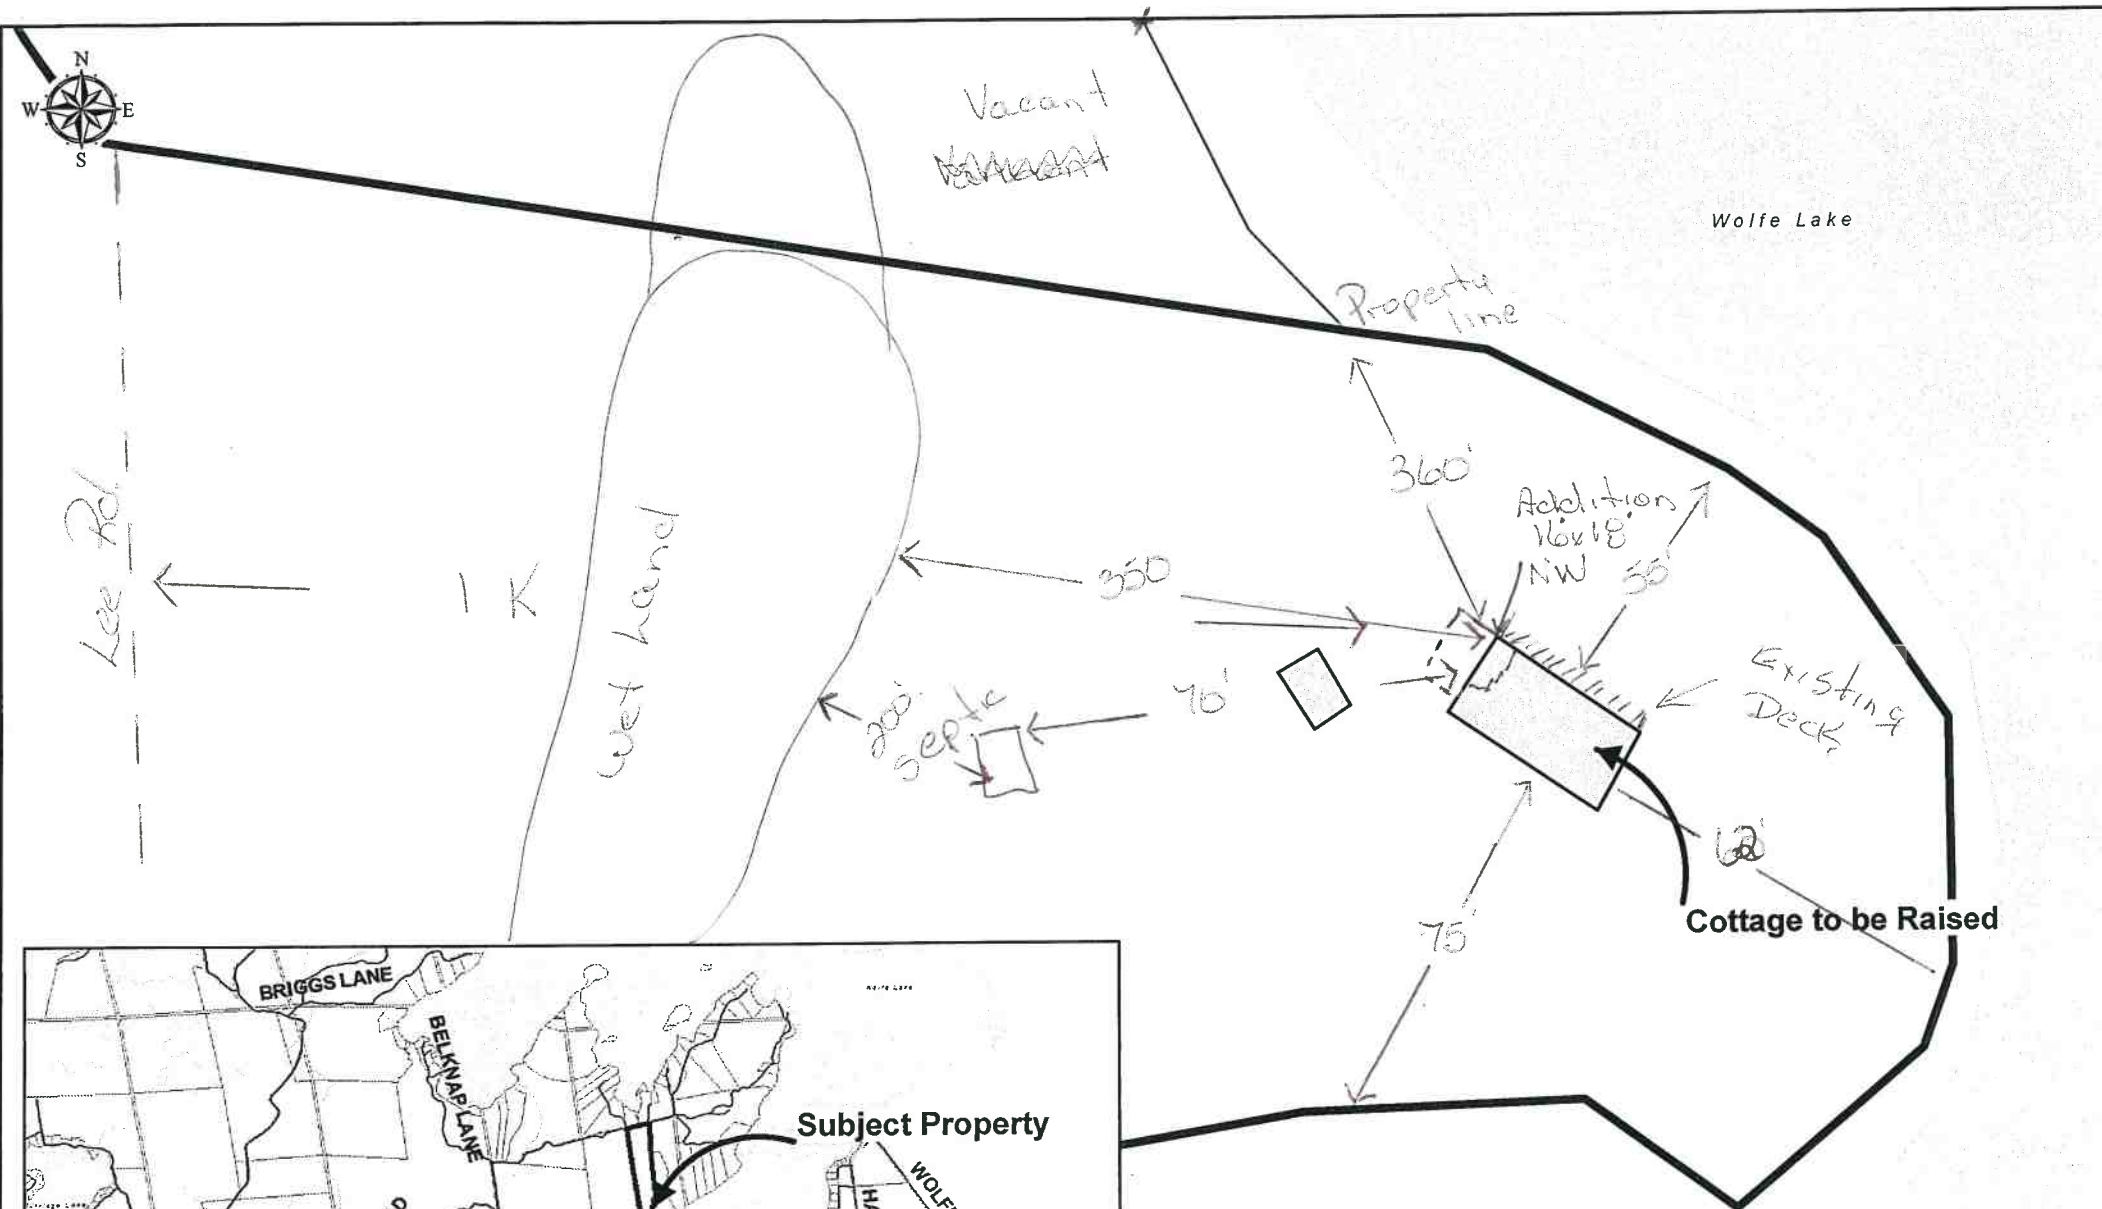 N
W E
S
Vacant
Wolfe Lake
Property
line
360'
Addition
16x18
NW
55'
Lee Rd.
1 K
Wet Land
350
Existing
Deck
70'
200'
Septic
62'
75'
Cottage to be Raised
BRIGGS LANE
Wolfe Lake
BELKNAP LANE
Subject Property